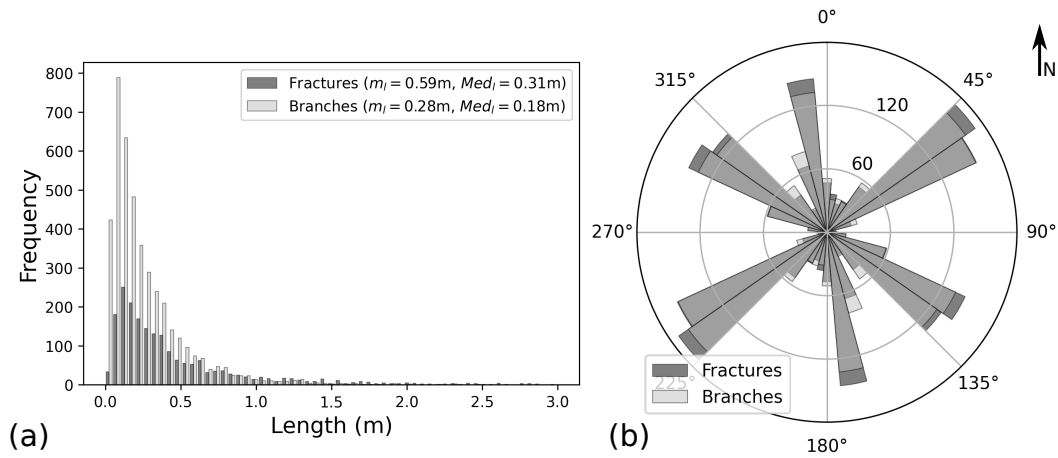 Fractures (m_l = 0.59m, Med_l = 0.31m)
Branches (m_l = 0.28m, Med_l = 0.18m)
800
700
600
500
400
300
200
100
0
Frequency
0.0 0.5 1.0 1.5 2.0 2.5 3.0
Length (m)
(a)
0°
N
315° 45°
120
60
270° 90°
225° 135°
180°
Fractures
Branches
(b)